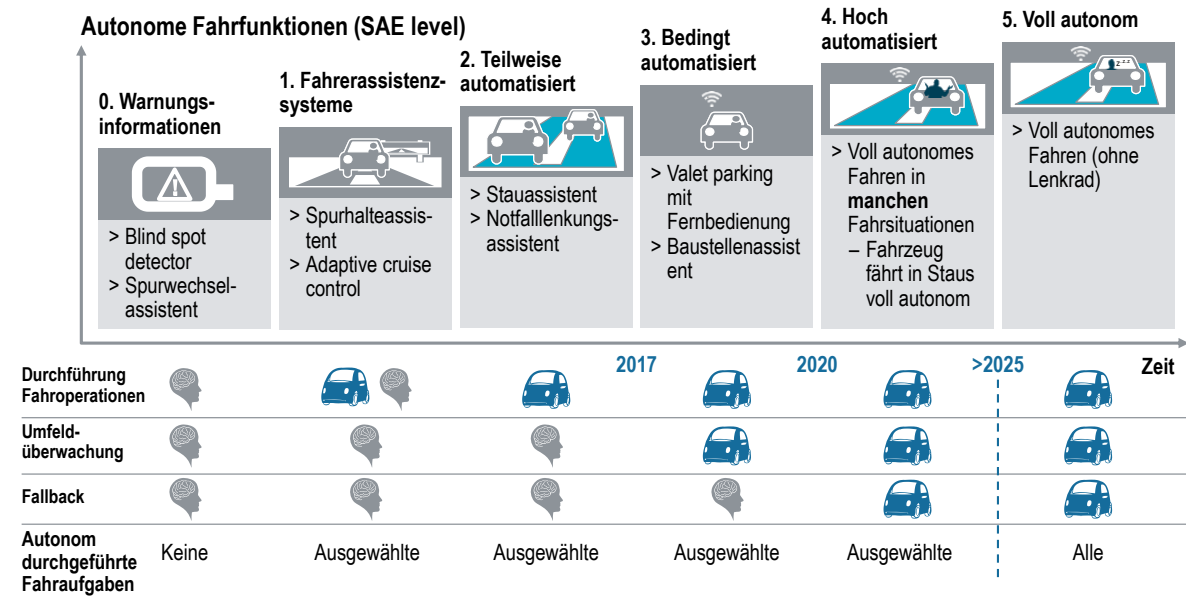 Autonome Fahrfunktionen (SAE level)
0. Warnungs-
informationen
> Blind spot
detector
> Spurwechsel-
assistent
1. Fahrerassistenz-
systeme
> Spurhalteassis-
tent
> Adaptive cruise
control
2. Teilweise
automatisiert
> Stauassistent
> Notfalllenkungs-
assistent
3. Bedingt
automatisiert
> Valet parking
mit
Fernbedienung
> Baustellenassist
ent
4. Hoch
automatisiert
> Voll autonomes
Fahren in
manchen
Fahrsituationen
– Fahrzeug
fährt in Staus
voll autonom
5. Voll autonom
z z z
> Voll autonomes
Fahren (ohne
Lenkrad)
2017 2020 >2025 Zeit
Durchführung
Fahroperationen
Umfeld-
überwachung
Fallback
Autonom
durchgeführte
Fahraufgaben
Keine Ausgewählte Ausgewählte Ausgewählte Ausgewählte Alle